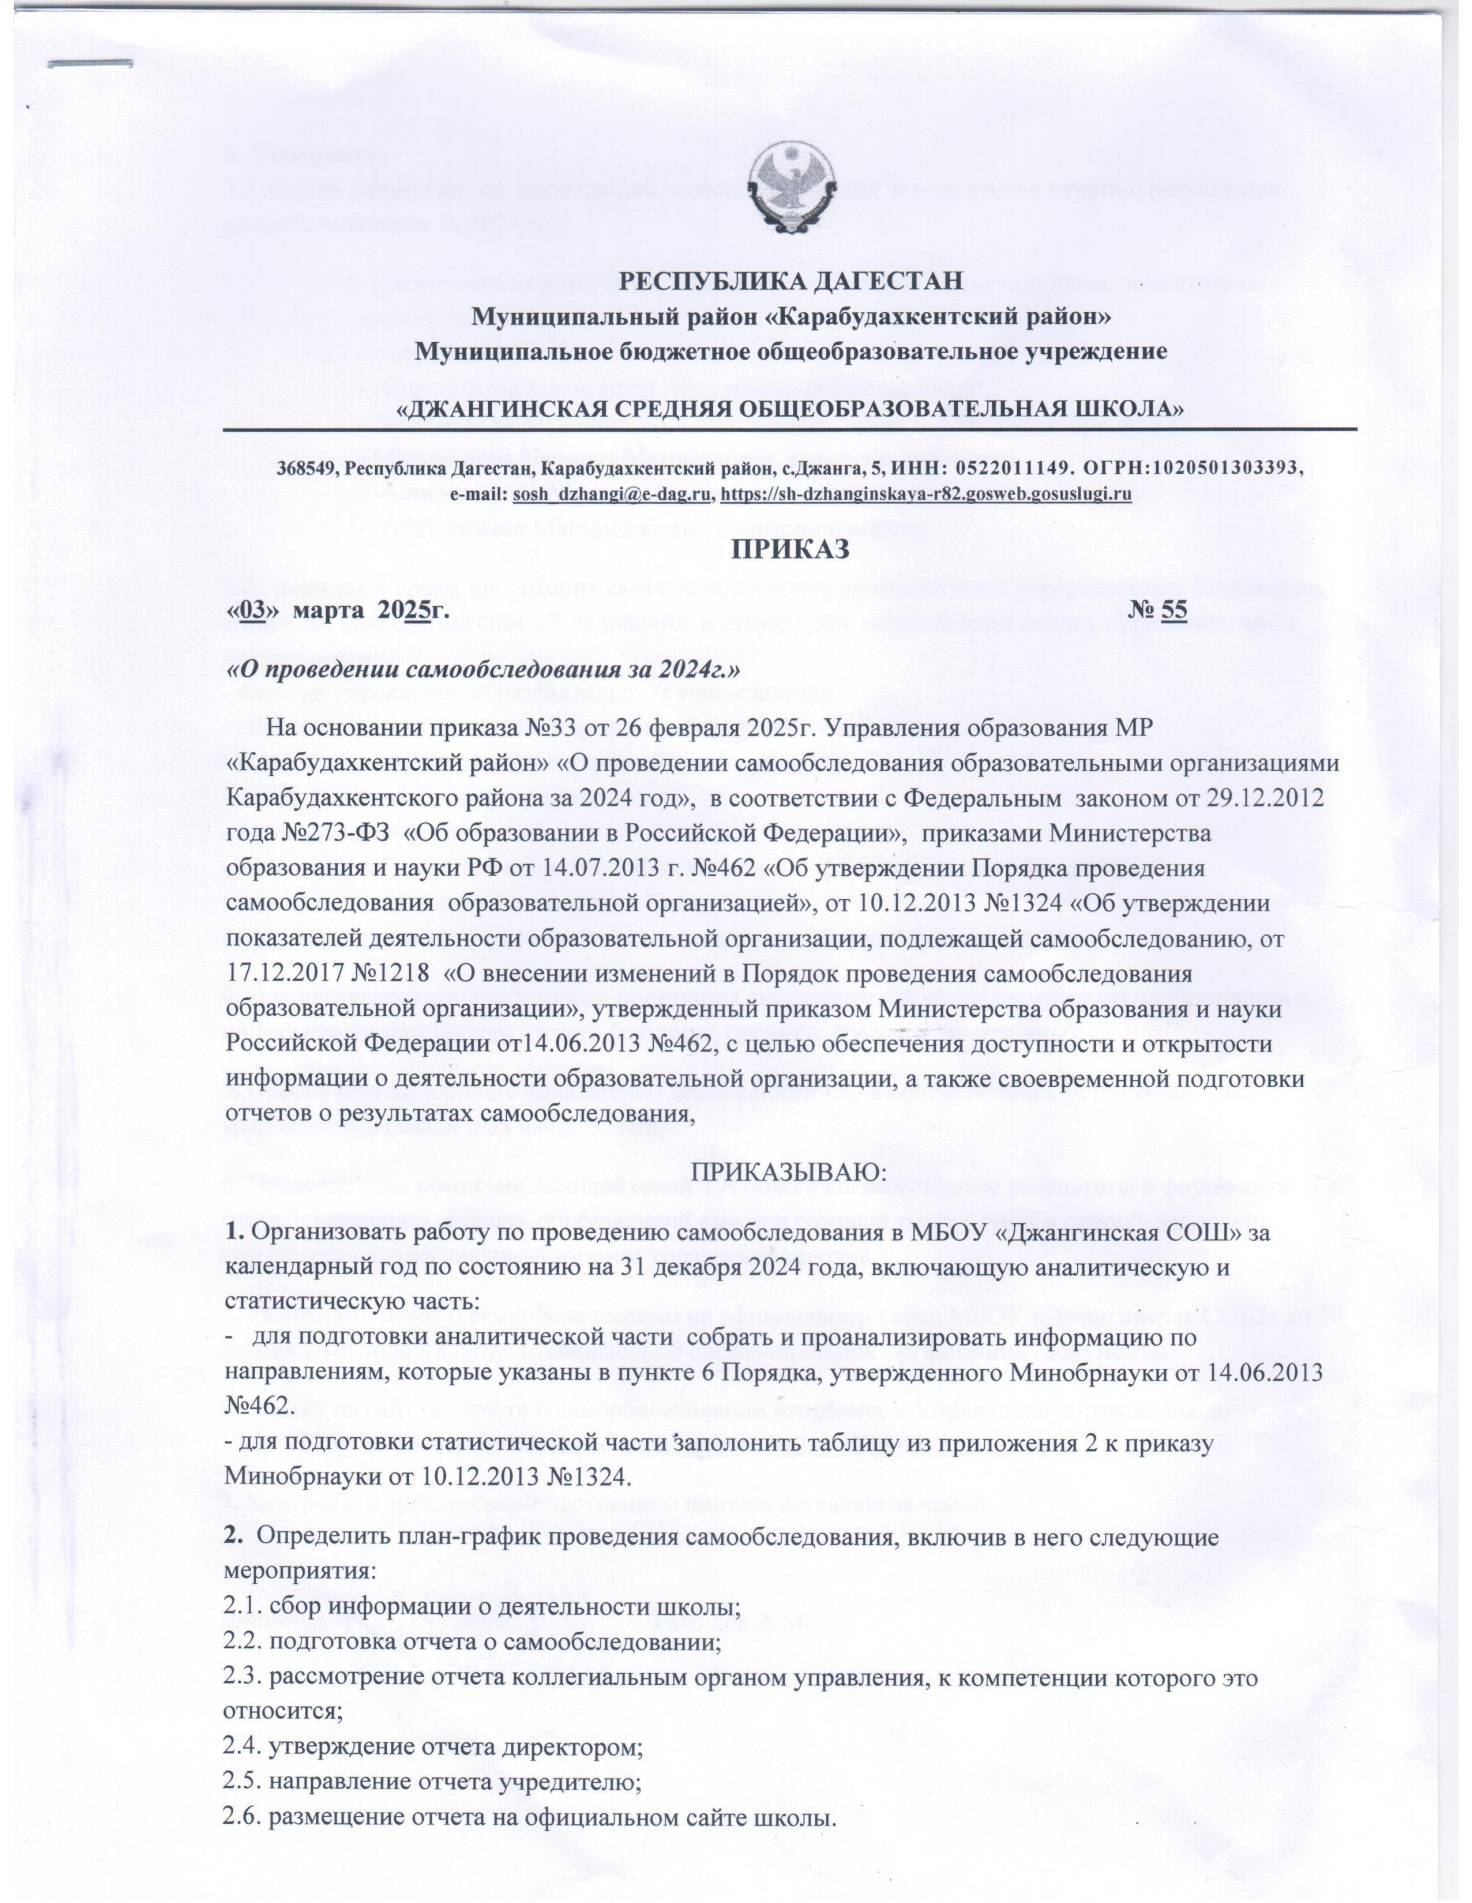 РЕСПУБЛИКА ДАГЕСТАН
Муниципальный район «Карабудахкентский район»
Муниципальное бюджетное общеобразовательное учреждение
«ДЖАНГИНСКАЯ СРЕДНЯЯ ОБЩЕОБРАЗОВАТЕЛЬНАЯ ШКОЛА»
368549, Республика Дагестан, Карабудахкентский район, с.Джанга, 5, ИНН: 0522011149. ОГРН:1020501303393,
e-mail: sosh_dzhangi@e-dag.ru, https://sh-dzhanginskaya-r82.gosweb.gosuslugi.ru
ПРИКАЗ
«03» марта 2025г. № 55
«О проведении самообследования за 2024г.»
На основании приказа №33 от 26 февраля 2025г. Управления образования МР
«Карабудахкентский район» «О проведении самообследования образовательными организациями
Карабудахкентского района за 2024 год», в соответствии с Федеральным законом от 29.12.2012
года №273-ФЗ «Об образовании в Российской Федерации», приказами Министерства
образования и науки РФ от 14.07.2013 г. №462 «Об утверждении Порядка проведения
самообследования образовательной организацией», от 10.12.2013 №1324 «Об утверждении
показателей деятельности образовательной организации, подлежащей самообследованию, от
17.12.2017 №1218 «О внесении изменений в Порядок проведения самообследования
образовательной организации», утвержденный приказом Министерства образования и науки
Российской Федерации от14.06.2013 №462, с целью обеспечения доступности и открытости
информации о деятельности образовательной организации, а также своевременной подготовки
отчетов о результатах самообследования,
ПРИКАЗЫВАЮ:
1. Организовать работу по проведению самообследования в МБОУ «Джангинская СОШ» за
календарный год по состоянию на 31 декабря 2024 года, включающую аналитическую и
статистическую часть:
- для подготовки аналитической части собрать и проанализировать информацию по
направлениям, которые указаны в пункте 6 Порядка, утвержденного Минобрнауки от 14.06.2013
№462.
- для подготовки статистической части заполонить таблицу из приложения 2 к приказу
Минобрнауки от 10.12.2013 №1324.
2. Определить план-график проведения самообследования, включив в него следующие
мероприятия:
2.1. сбор информации о деятельности школы;
2.2. подготовка отчета о самообследовании;
2.3. рассмотрение отчета коллегиальным органом управления, к компетенции которого это
относится;
2.4. утверждение отчета директором;
2.5. направление отчета учредителю;
2.6. размещение отчета на официальном сайте школы.